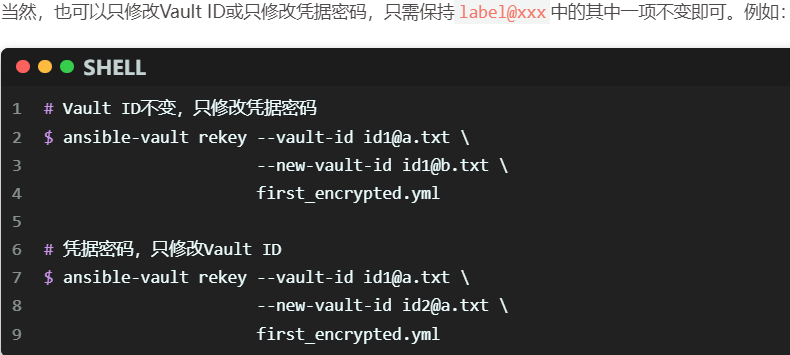 当然，也可以只修改Vault ID或只修改凭据密码，只需保持label@xxx中的其中一项不变即可。例如：
SHELL
1 # Vault ID不变，只修改凭据密码
2 $ ansible-vault rekey --vault-id id1@a.txt \
3 --new-vault-id id1@b.txt \
4 first_encrypted.yml
5
6 # 凭据密码，只修改Vault ID
7 $ ansible-vault rekey --vault-id id1@a.txt \
8 --new-vault-id id2@a.txt \
9 first_encrypted.yml